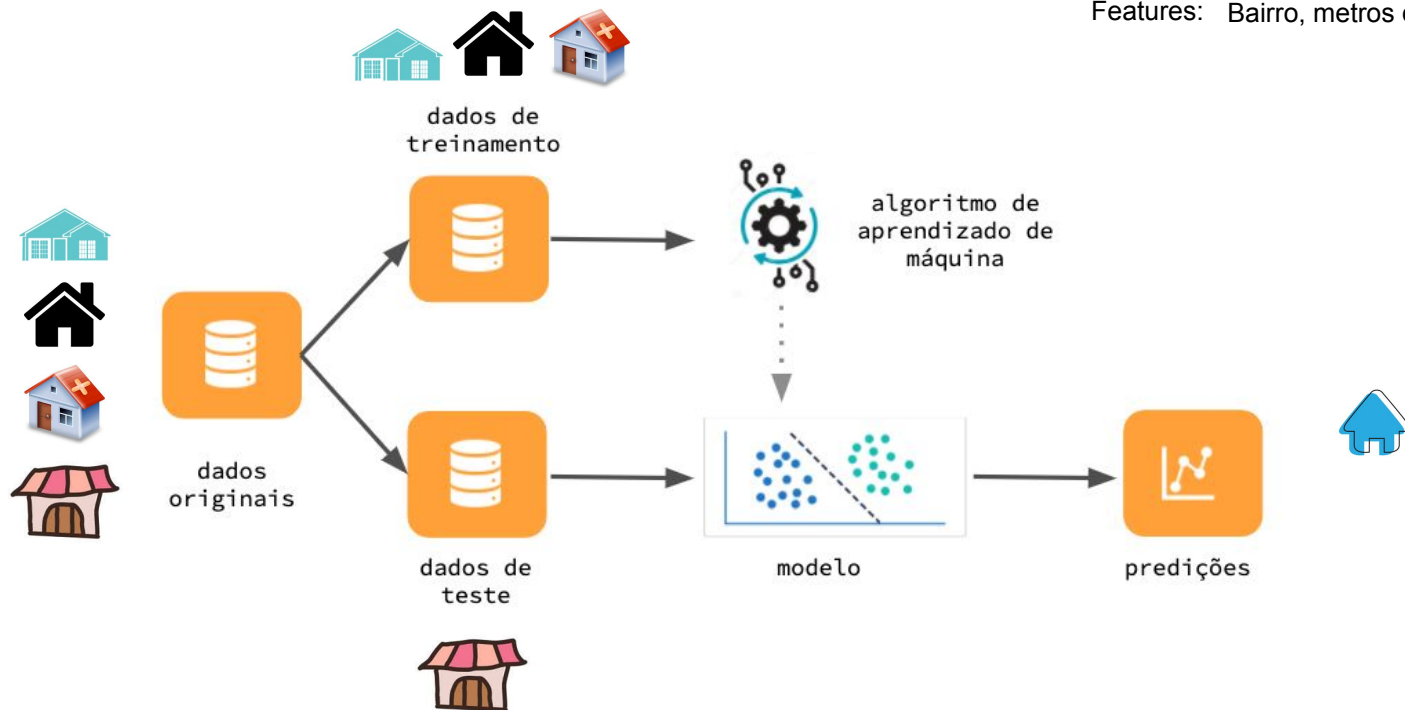 Features: Bairro, metros
dados de
treinamento
algoritmo de
aprendizado de
máquina
dados
originais
dados de
teste
modelo
predições